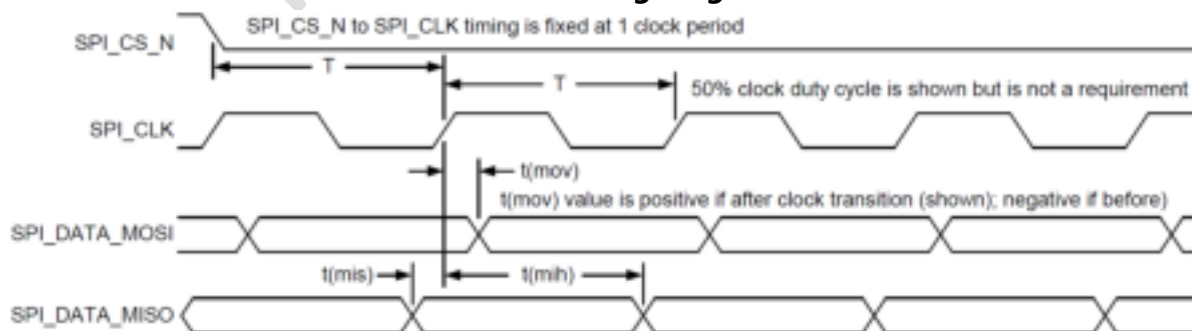 SPI_CS_N
SPI_CS_N to SPI_CLK timing is fixed at 1 clock period
T
T
50% clock duty cycle is shown but is not a requirement
SPI_CLK
t(mov)
t(mov) value is positive if after clock transition (shown); negative if before)
SPI_DATA_MOSI
t(mis)
t(mih)
SPI_DATA_MISO